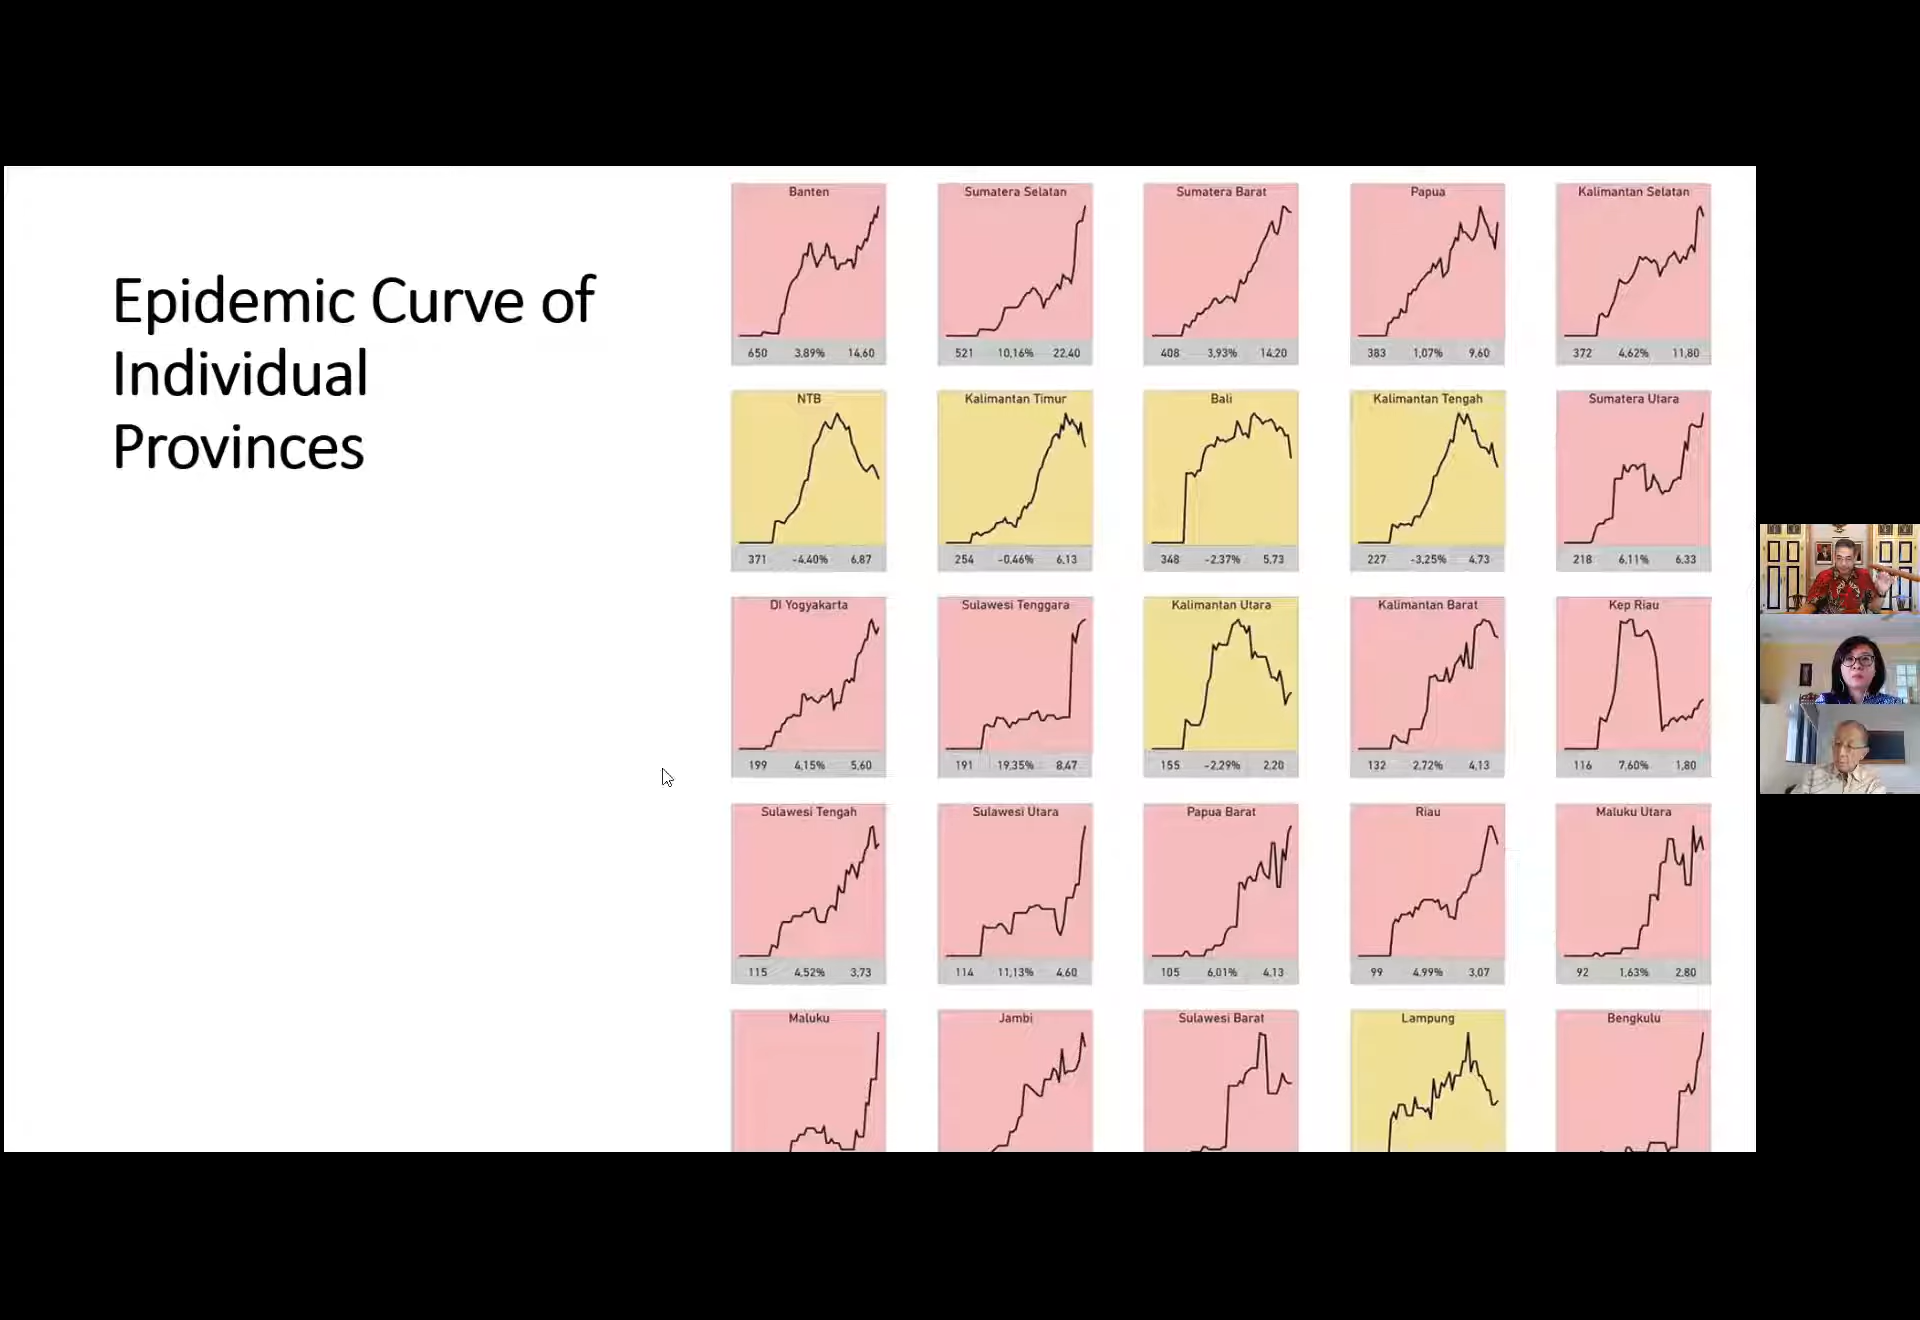 Epidemic Curve of
Individual
Provinces
Banten
650 3,89% 14,60
Sumatera Selatan
521 10,16% 22,40
Sumatera Barat
408 3,93% 14,20
Papua
383 1,07% 9,60
Kalimantan Selatan
372 4,62% 11,80
NTB
371 -4,40% 6,87
Kalimantan Timur
254 -0,46% 6,13
Bali
348 -2,37% 5,73
Kalimantan Tengah
227 -3,25% 4,73
Sumatera Utara
218 6,11% 6,33
DI Yogyakarta
199 4,15% 5,60
Sulawesi Tenggara
191 19,35% 8,47
Kalimantan Utara
155 -2,29% 2,20
Kalimantan Barat
132 2,72% 4,13
Kep Riau
116 7,60% 1,80
Sulawesi Tengah
115 4,52% 3,73
Sulawesi Utara
114 11,13% 4,60
Papua Barat
105 6,01% 4,13
Riau
99 4,99% 3,07
Maluku Utara
92 1,63% 2,80
Maluku
Jambi
Sulawesi Barat
Lampung
Bengkulu